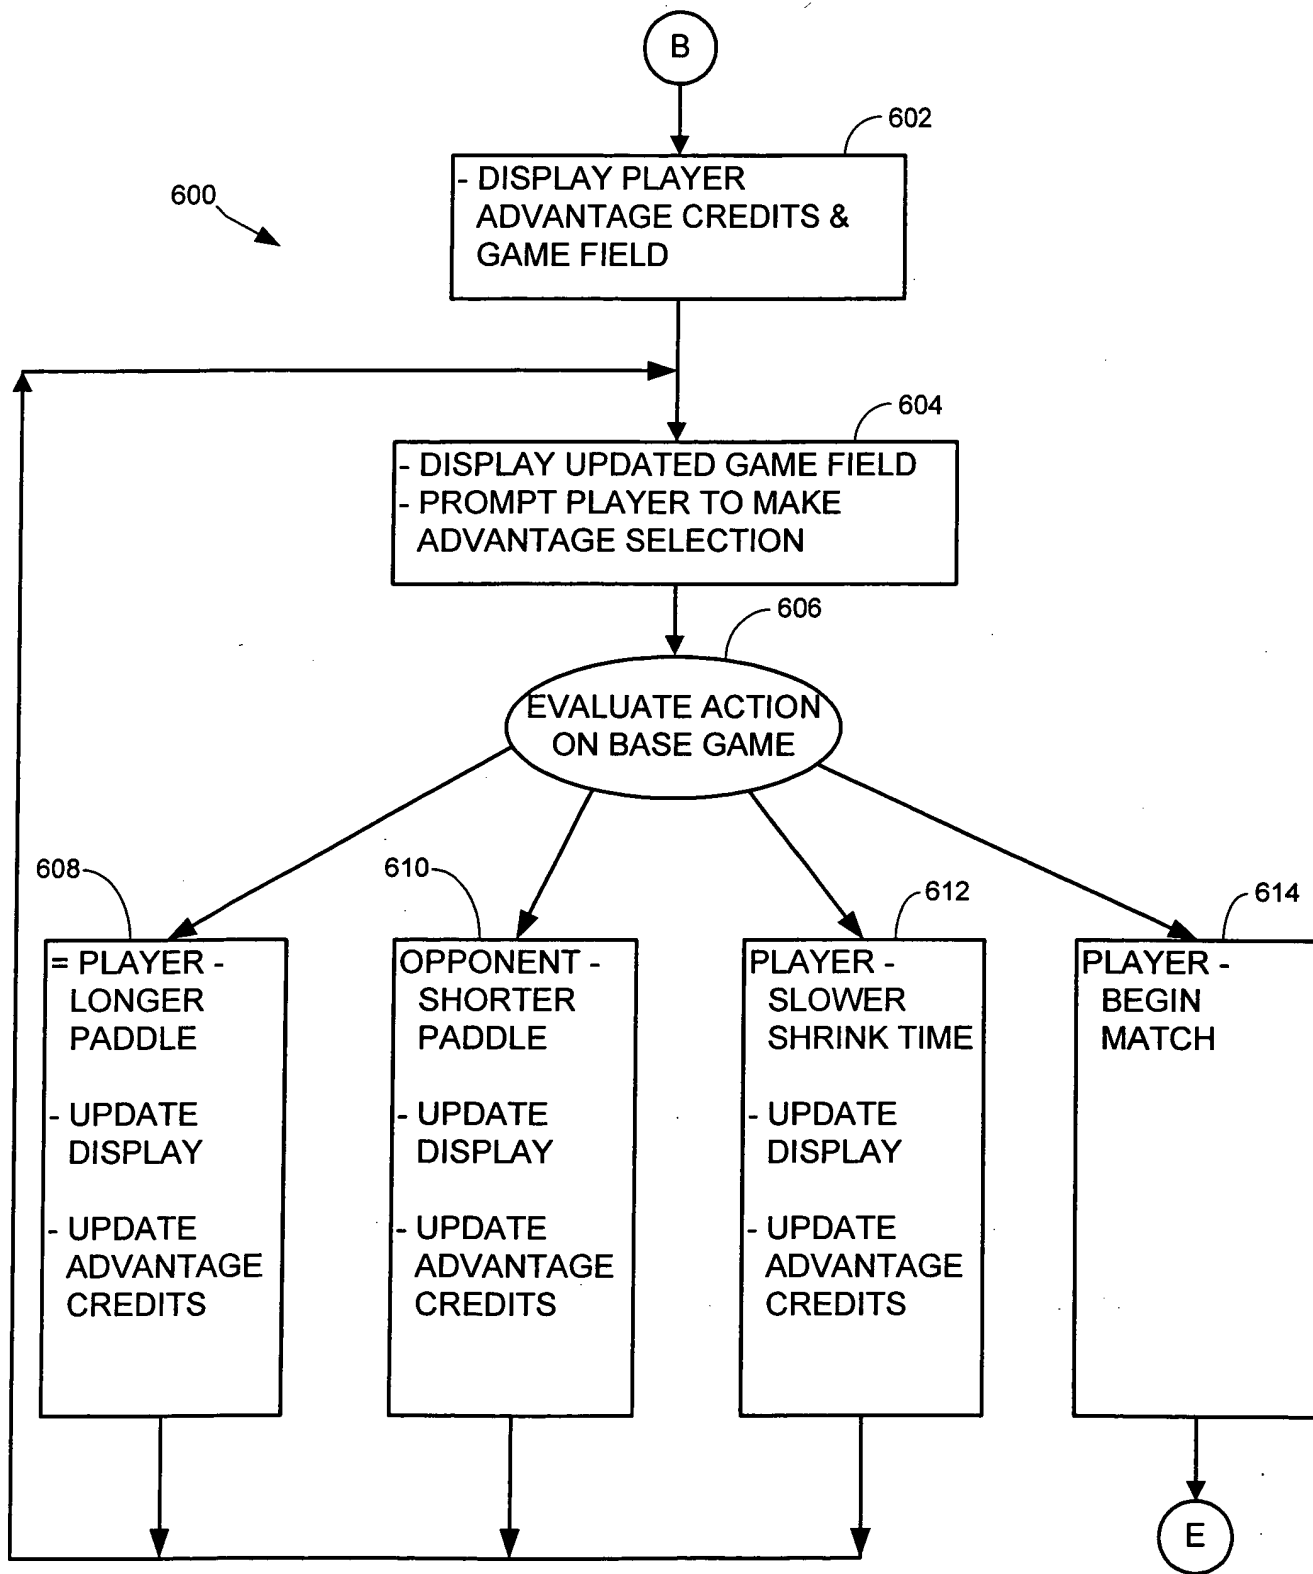 B
602
- DISPLAY PLAYER
ADVANTAGE CREDITS &
GAME FIELD
600
604
- DISPLAY UPDATED GAME FIELD
- PROMPT PLAYER TO MAKE
ADVANTAGE SELECTION
606
EVALUATE ACTION
ON BASE GAME
608
= PLAYER -
LONGER
PADDLE
- UPDATE
DISPLAY
- UPDATE
ADVANTAGE
CREDITS
610
OPPONENT -
SHORTER
PADDLE
- UPDATE
DISPLAY
- UPDATE
ADVANTAGE
CREDITS
612
PLAYER -
SLOWER
SHRINK TIME
- UPDATE
DISPLAY
- UPDATE
ADVANTAGE
CREDITS
614
PLAYER -
BEGIN
MATCH
E